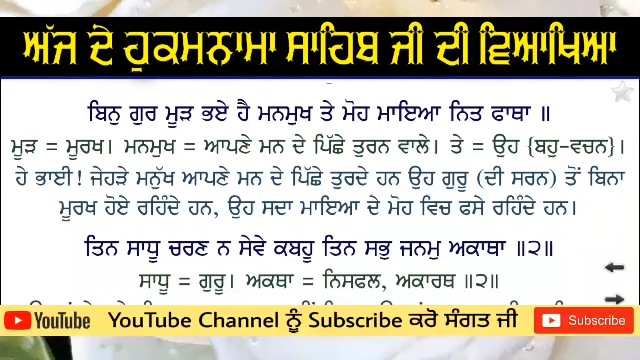 ਅੱਜ ਦੇ ਹੁਕਮਨਾਮਾ ਸਾਹਿਬ ਜੀ ਦੀ ਵਿਆਖਿਆ
ਬਿਨੁ ਗੁਰ ਮੂੜ ਭਏ ਹੈ ਮਨਮੁਖ ਤੇ ਮੋਹ ਮਾਇਆ ਨਿਤ ਫਾਥਾ ॥
ਮੂੜ = ਮੂਰਖ। ਮਨਮੁਖ = ਆਪਣੇ ਮਨ ਦੇ ਪਿੱਛੇ ਤੁਰਨ ਵਾਲੇ। ਤੇ = ਉਹ {ਬਹੁ-ਵਚਨ}।
ਹੇ ਭਾਈ! ਜੇਹੜੇ ਮਨੁੱਖ ਆਪਣੇ ਮਨ ਦੇ ਪਿੱਛੇ ਤੁਰਦੇ ਹਨ ਉਹ ਗੁਰੂ (ਦੀ ਸਰਨ) ਤੋਂ ਬਿਨਾ
ਮੂਰਖ ਹੋਏ ਰਹਿੰਦੇ ਹਨ, ਉਹ ਸਦਾ ਮਾਇਆ ਦੇ ਮੋਹ ਵਿਚ ਫਸੇ ਰਹਿੰਦੇ ਹਨ।
ਤਿਨ ਸਾਧੂ ਚਰਣ ਨ ਸੇਵੇ ਕਬਹੂ ਤਿਨ ਸਭੁ ਜਨਮੁ ਅਕਾਥਾ ॥੨॥
ਸਾਧੂ = ਗੁਰੂ। ਅਕਥਾ = ਨਿਸਫਲ, ਅਕਾਰਥ ॥੨॥
YouTube YouTube Channel ਨੂੰ Subscribe ਕਰੋ ਸੰਗਤ ਜੀ Subscribe